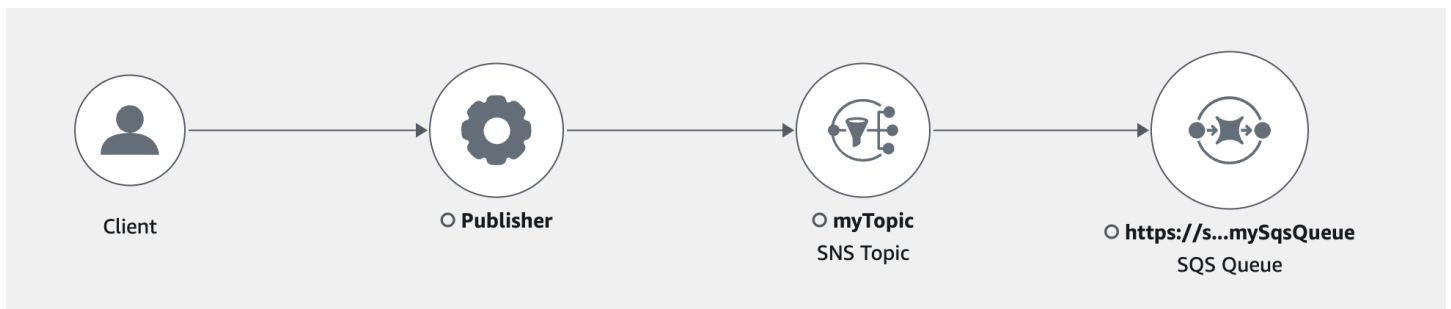 Client
Publisher
myTopic
SNS Topic
https://s...mySqsQueue
SQS Queue